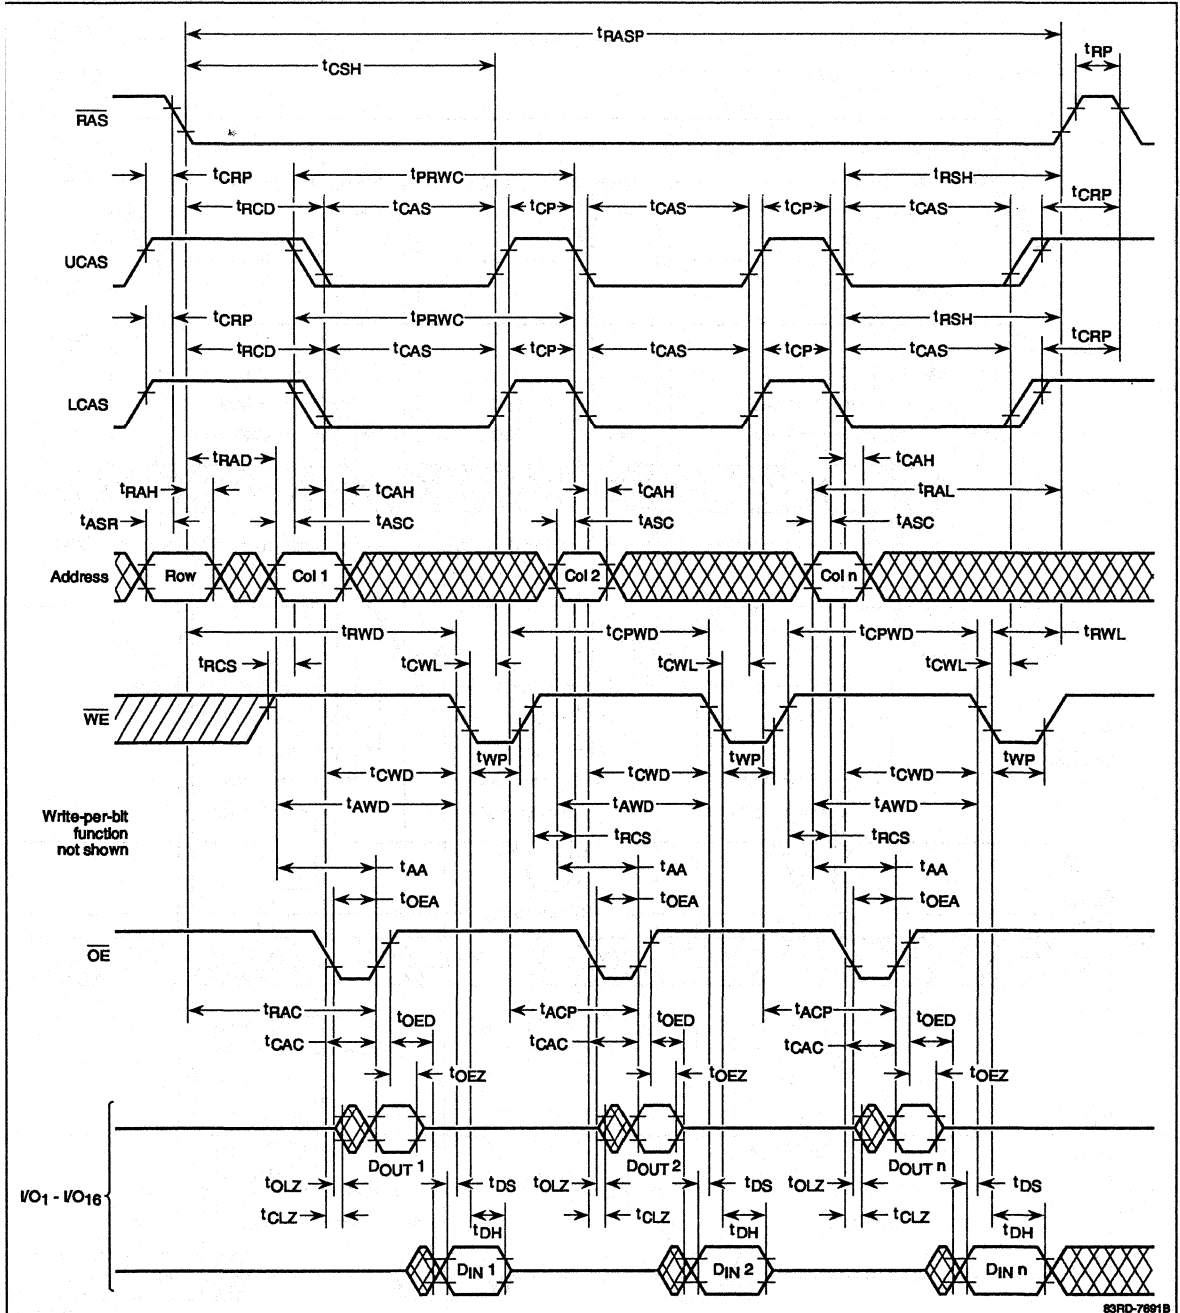 tRASP
tCSH
tRP
RAS
tCRP
tPRWC
tRSH
tRCD
tCAS
tCP
tCAS
tCP
tCAS
tCRP
UCAS
tCRP
tPRWC
tRSH
tRCD
tCAS
tCP
tCAS
tCP
tCAS
tCRP
LCAS
tRAD
tCAH
tRAH
tCAH
tCAH
tRAL
tASR
tASC
tASC
tASC
Address
Row
Col 1
Col 2
Col n
tRWD
tCPWD
tCPWD
tRWL
tRCS
tCWL
tCWL
tCWL
WE
tWP
tWP
tWP
tCWD
tCWD
tCWD
tAWD
tAWD
tAWD
Write-per-bit
function
not shown
tRCS
tRCS
tAA
tAA
tAA
tOEA
tOEA
tOEA
OE
tRAC
tACP
tACP
tOED
tOED
tOED
tCAC
tCAC
tCAC
tOEZ
tOEZ
tOEZ
DOUT 1
DOUT 2
DOUT n
I/O1 - I/O16
tOLZ
tDS
tOLZ
tDS
tOLZ
tDS
tCLZ
tCLZ
tCLZ
tDH
tDH
tDH
DIN 1
DIN 2
DIN n
83RD-7691B